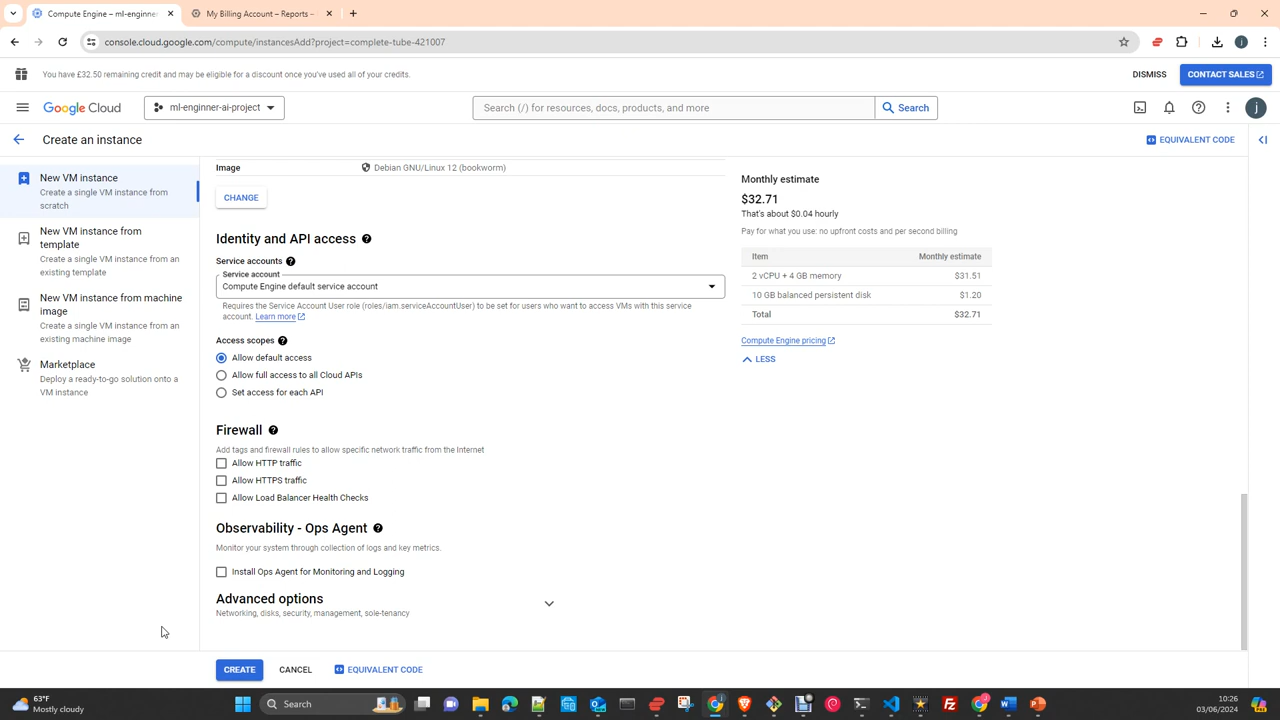 Compute Engine – ml-enginner
My Billing Account – Reports –
console.cloud.google.com/compute/instancesAdd?project=complete-tube-421007
You have £32.50 remaining credit and may be eligible for a discount once you've used all of your credits.
DISMISS
CONTACT SALES
Google Cloud
ml-enginner-ai-project
Search (/) for resources, docs, products, and more
Search
j
Create an instance
EQUIVALENT CODE
New VM instance
Create a single VM instance from
scratch
New VM instance from
template
Create a single VM instance from an
existing template
New VM instance from machine
image
Create a single VM instance from an
existing machine image
Marketplace
Deploy a ready-to-go solution onto a
VM instance
Image
Debian GNU/Linux 12 (bookworm)
CHANGE
Identity and API access
Service accounts
Service account
Compute Engine default service account
Requires the Service Account User role (roles/iam.serviceAccountUser) to be set for users who want to access VMs with this service
account. Learn more
Access scopes
Allow default access
Allow full access to all Cloud APIs
Set access for each API
Firewall
Add tags and firewall rules to allow specific network traffic from the Internet
Allow HTTP traffic
Allow HTTPS traffic
Allow Load Balancer Health Checks
Observability - Ops Agent
Monitor your system through collection of logs and key metrics.
Install Ops Agent for Monitoring and Logging
Advanced options
Networking, disks, security, management, sole-tenancy
CREATE
CANCEL
EQUIVALENT CODE
Monthly estimate
$32.71
That's about $0.04 hourly
Pay for what you use: no upfront costs and per second billing
Item Monthly estimate
2 vCPU + 4 GB memory $31.51
10 GB balanced persistent disk $1.20
Total $32.71
Compute Engine pricing
LESS
63°F
Mostly cloudy
Search
10:26
03/06/2024